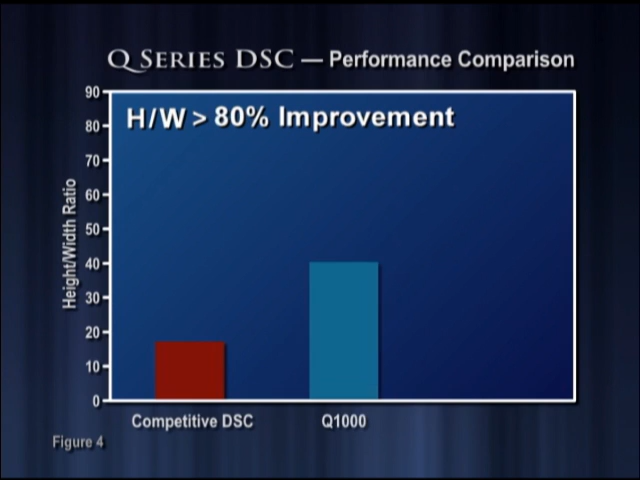 Q SERIES DSC — Performance Comparison
H/W > 80% Improvement
Height/Width Ratio
90
80
70
60
50
40
30
20
10
0
Competitive DSC
Q1000
Figure 4